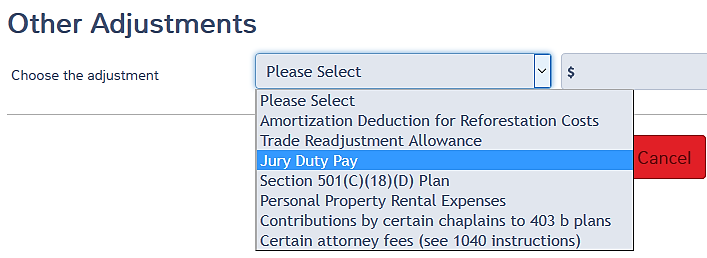 Other Adjustments
Choose the adjustment
Please Select
$
Please Select
Amortization Deduction for Reforestation Costs
Trade Readjustment Allowance
Jury Duty Pay
Cancel
Section 501(C)(18)(D) Plan
Personal Property Rental Expenses
Contributions by certain chaplains to 403 b plans
Certain attorney fees (see 1040 instructions)